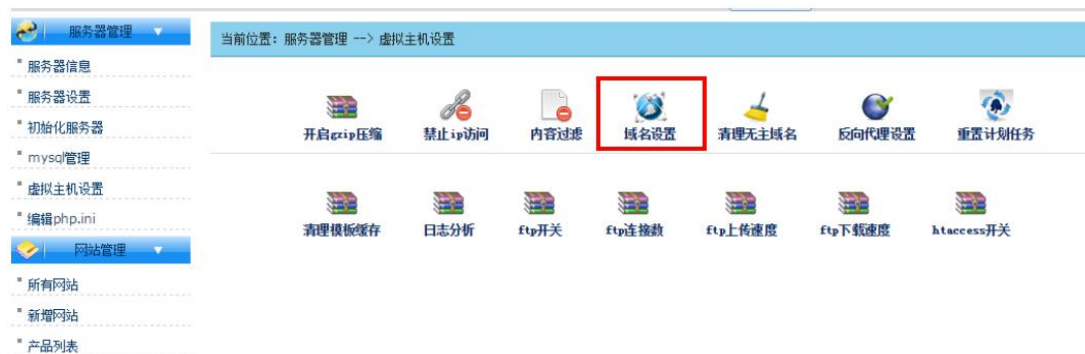 服务器管理
服务器信息
服务器设置
初始化服务器
mysql管理
虚拟主机设置
编辑php.ini
网站管理
所有网站
新增网站
产品列表
当前位置: 服务器管理 --> 虚拟主机设置
开启gzip压缩 禁止ip访问 内容过滤 域名设置 清理无主域名 反向代理设置 重置计划任务
清理模板缓存 日志分析 ftp开关 ftp连接数 ftp上传速度 ftp下载速度 htaccess开关